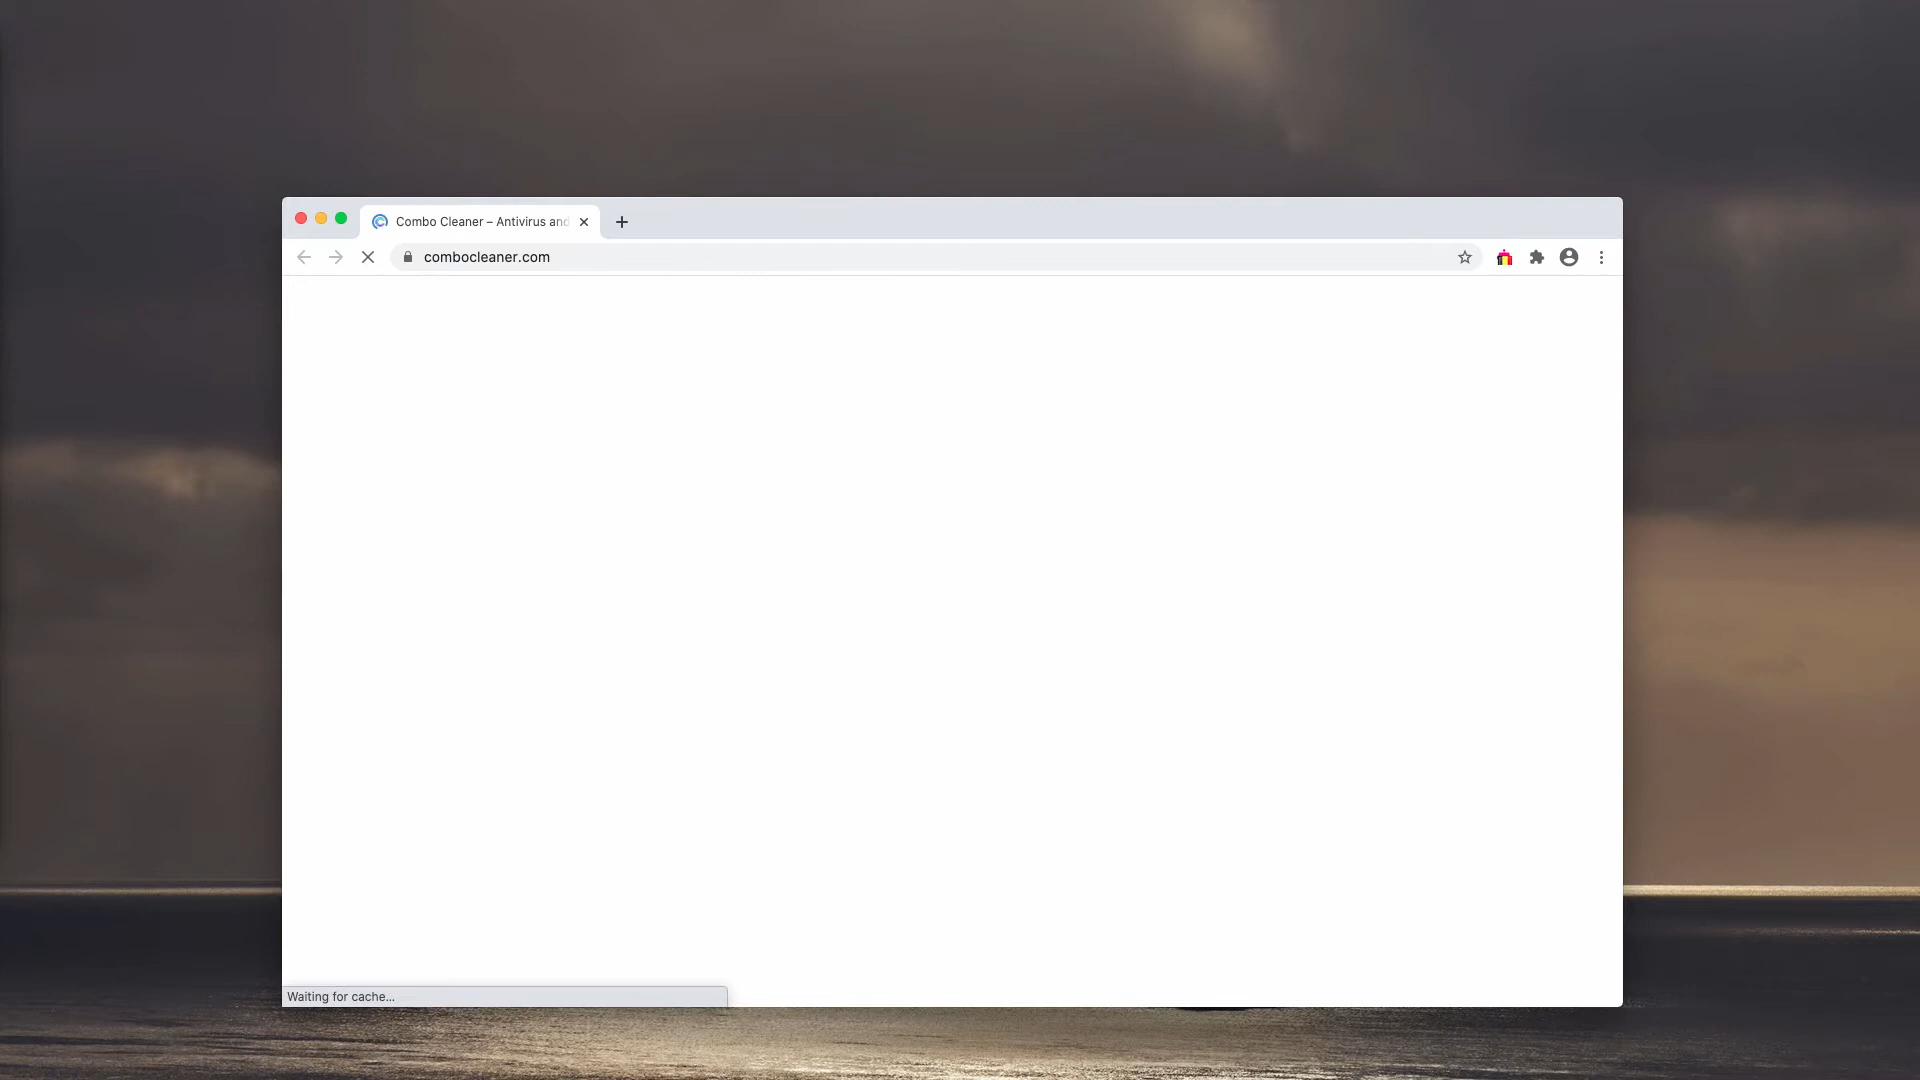 Combo Cleaner – Antivirus and
combocleaner.com
Waiting for cache...